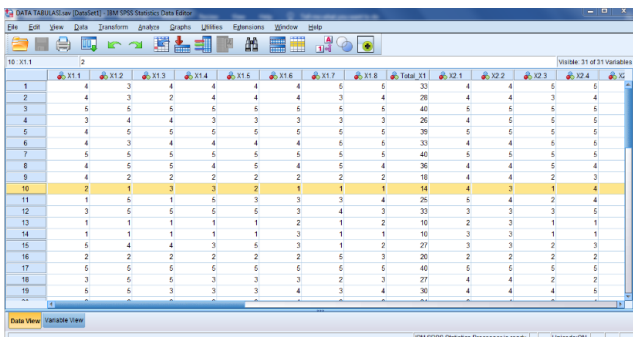 DATA TABULASI.sav [DataSet1] - IBM SPSS Statistics Data Editor
File Edit View Data Transform Analyze Graphs Utilities Extensions Window Help
10 : X1.1 2 Visible: 31 of 31 Variables
X1.1 X1.2 X1.3 X1.4 X1.5 X1.6 X1.7 X1.8 Total_X1 X2.1 X2.2 X2.3 X2.4
1 4 3 4 4 4 4 5 5 33 4 4 5 5
2 4 3 2 4 4 4 3 4 28 4 4 3 4
3 5 5 5 5 5 5 5 5 40 5 5 5 5
4 3 4 4 3 3 3 3 3 26 4 5 4 5
5 4 5 5 5 5 5 5 5 39 5 5 5 5
6 4 3 4 4 4 4 5 5 33 4 4 5 4
7 5 5 5 5 5 5 5 5 40 5 5 5 5
8 4 5 5 4 5 4 5 4 36 4 4 5 4
9 4 2 2 2 2 2 2 2 18 4 4 2 3
10 2 1 3 3 2 1 1 1 14 4 3 1 4
11 1 5 1 5 3 3 3 4 25 5 4 2 4
12 3 5 5 5 5 3 4 3 33 3 3 3 5
13 1 1 1 1 1 2 1 2 10 2 3 1 1
14 1 1 1 1 1 3 1 1 10 3 3 1 1
15 5 4 4 3 5 3 1 2 27 3 3 2 3
16 2 2 2 2 2 2 5 3 20 2 2 2 2
17 5 5 5 5 5 5 5 5 40 5 5 5 5
18 3 5 5 3 3 3 2 3 27 4 4 2 2
19 5 5 3 3 3 4 3 4 30 4 4 4 5
Data View Variable View